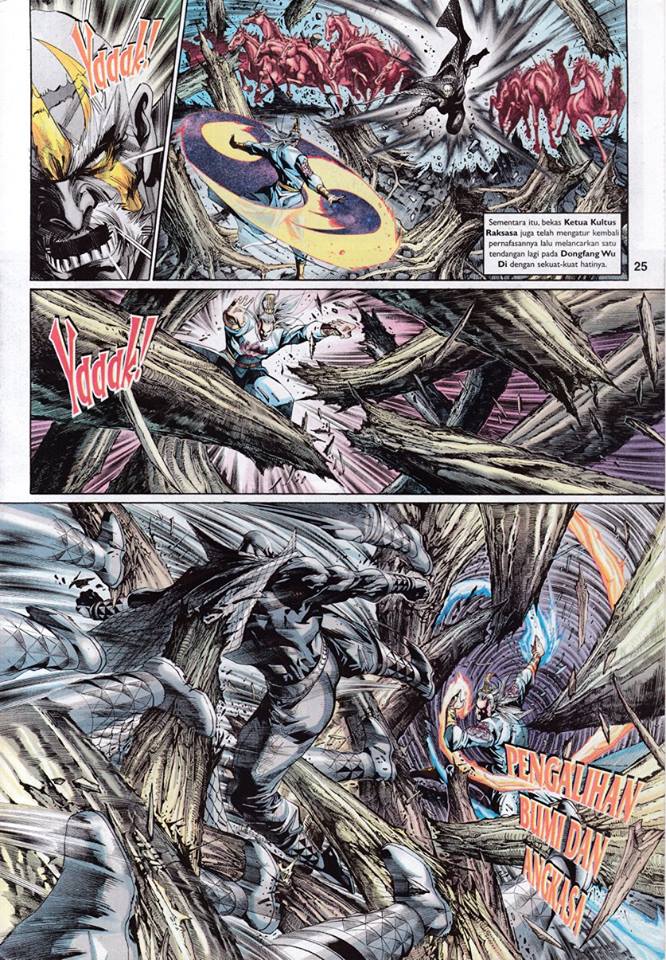 Yaaak!
Yaaak!
Sementara itu, bekas Ketua Kultus
Raksasa juga telah mengatur kembali
pernafasannya lalu melancarkan satu
tendangan lagi pada Dongfang Wu
Di dengan sekuat-kuat hatinya.
25
Yaaak!
PENGALIHAN
BUMI DAN
ANGKASA